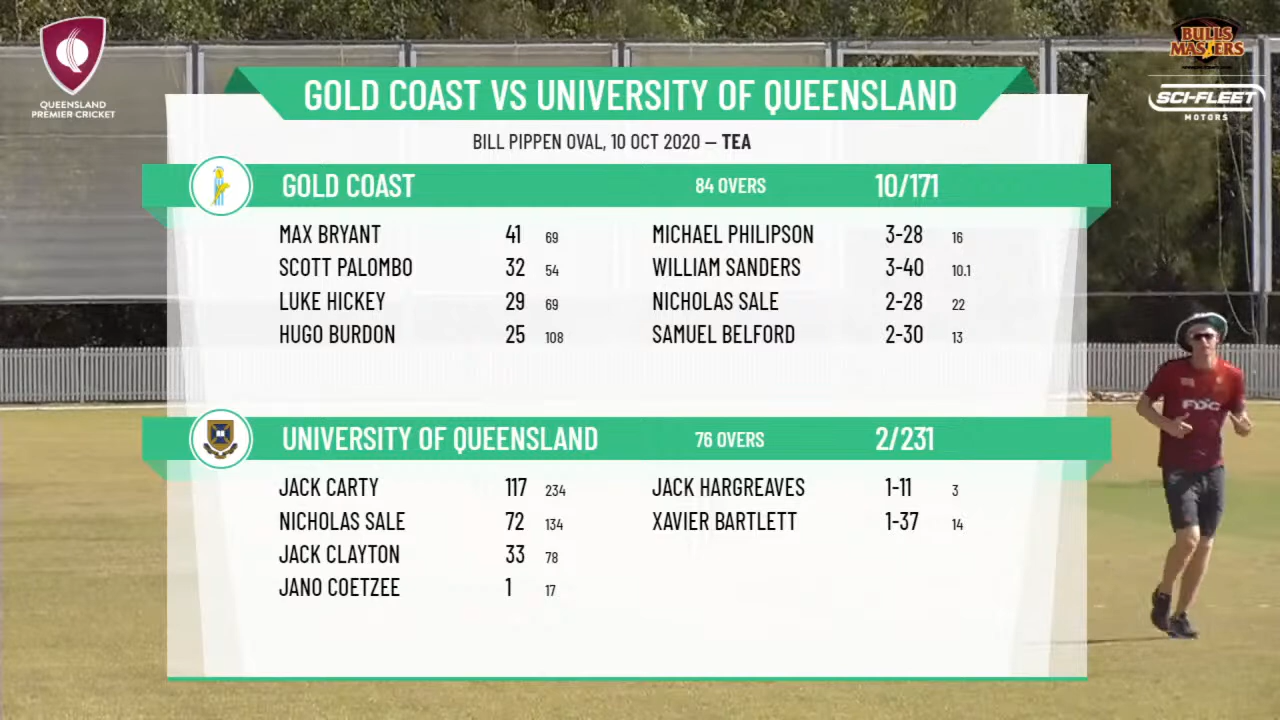 QUEENSLAND
PREMIER CRICKET
BULLS
MASTERS
SCI-FLEET
MOTORS
GOLD COAST VS UNIVERSITY OF QUEENSLAND
BILL PIPPEN OVAL, 10 OCT 2020 – TEA
GOLD COAST 84 OVERS 10/171
MAX BRYANT 41 69 MICHAEL PHILIPSON 3-28 16
SCOTT PALOMBO 32 54 WILLIAM SANDERS 3-40 10.1
LUKE HICKEY 29 69 NICHOLAS SALE 2-28 22
HUGO BURDON 25 108 SAMUEL BELFORD 2-30 13
UNIVERSITY OF QUEENSLAND 76 OVERS 2/231
JACK CARTY 117 234 JACK HARGREAVES 1-11 3
NICHOLAS SALE 72 134 XAVIER BARTLETT 1-37 14
JACK CLAYTON 33 78
JANO COETZEE 1 17
FDC